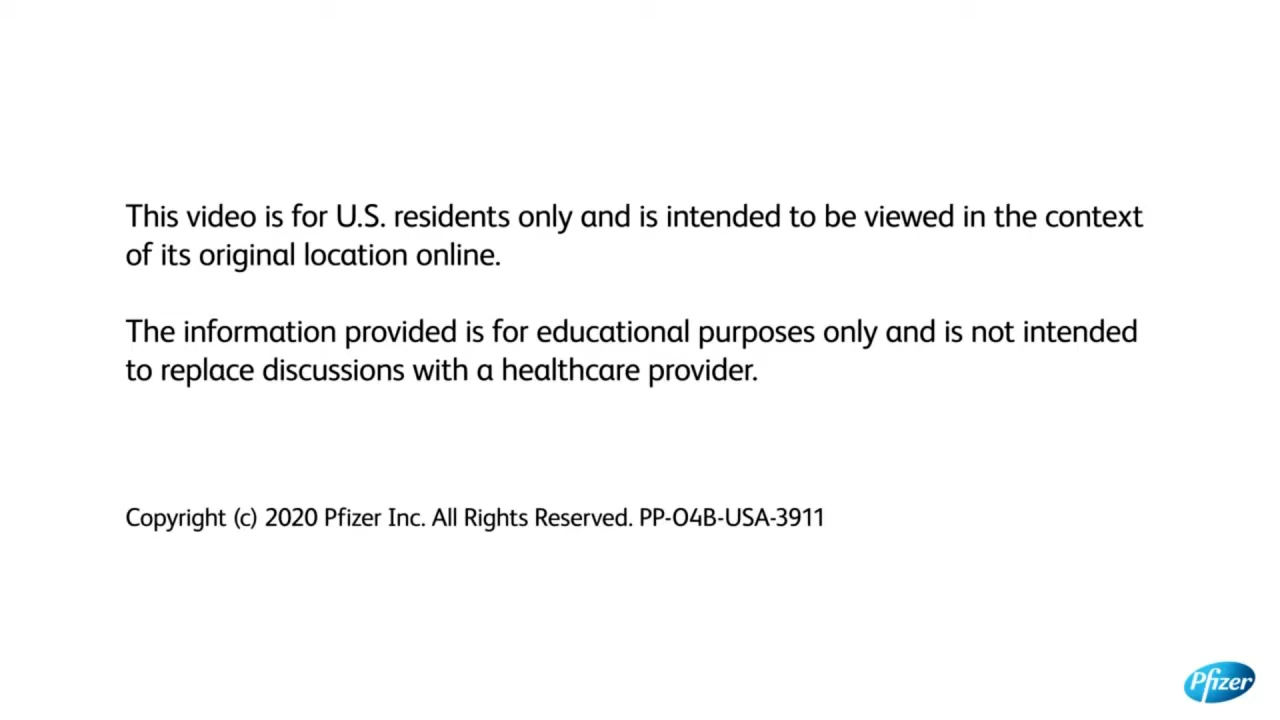 This video is for U.S. residents only and is intended to be viewed in the context
of its original location online.
The information provided is for educational purposes only and is not intended
to replace discussions with a healthcare provider.
Copyright (c) 2020 Pfizer Inc. All Rights Reserved. PP-O4B-USA-3911
Pfizer